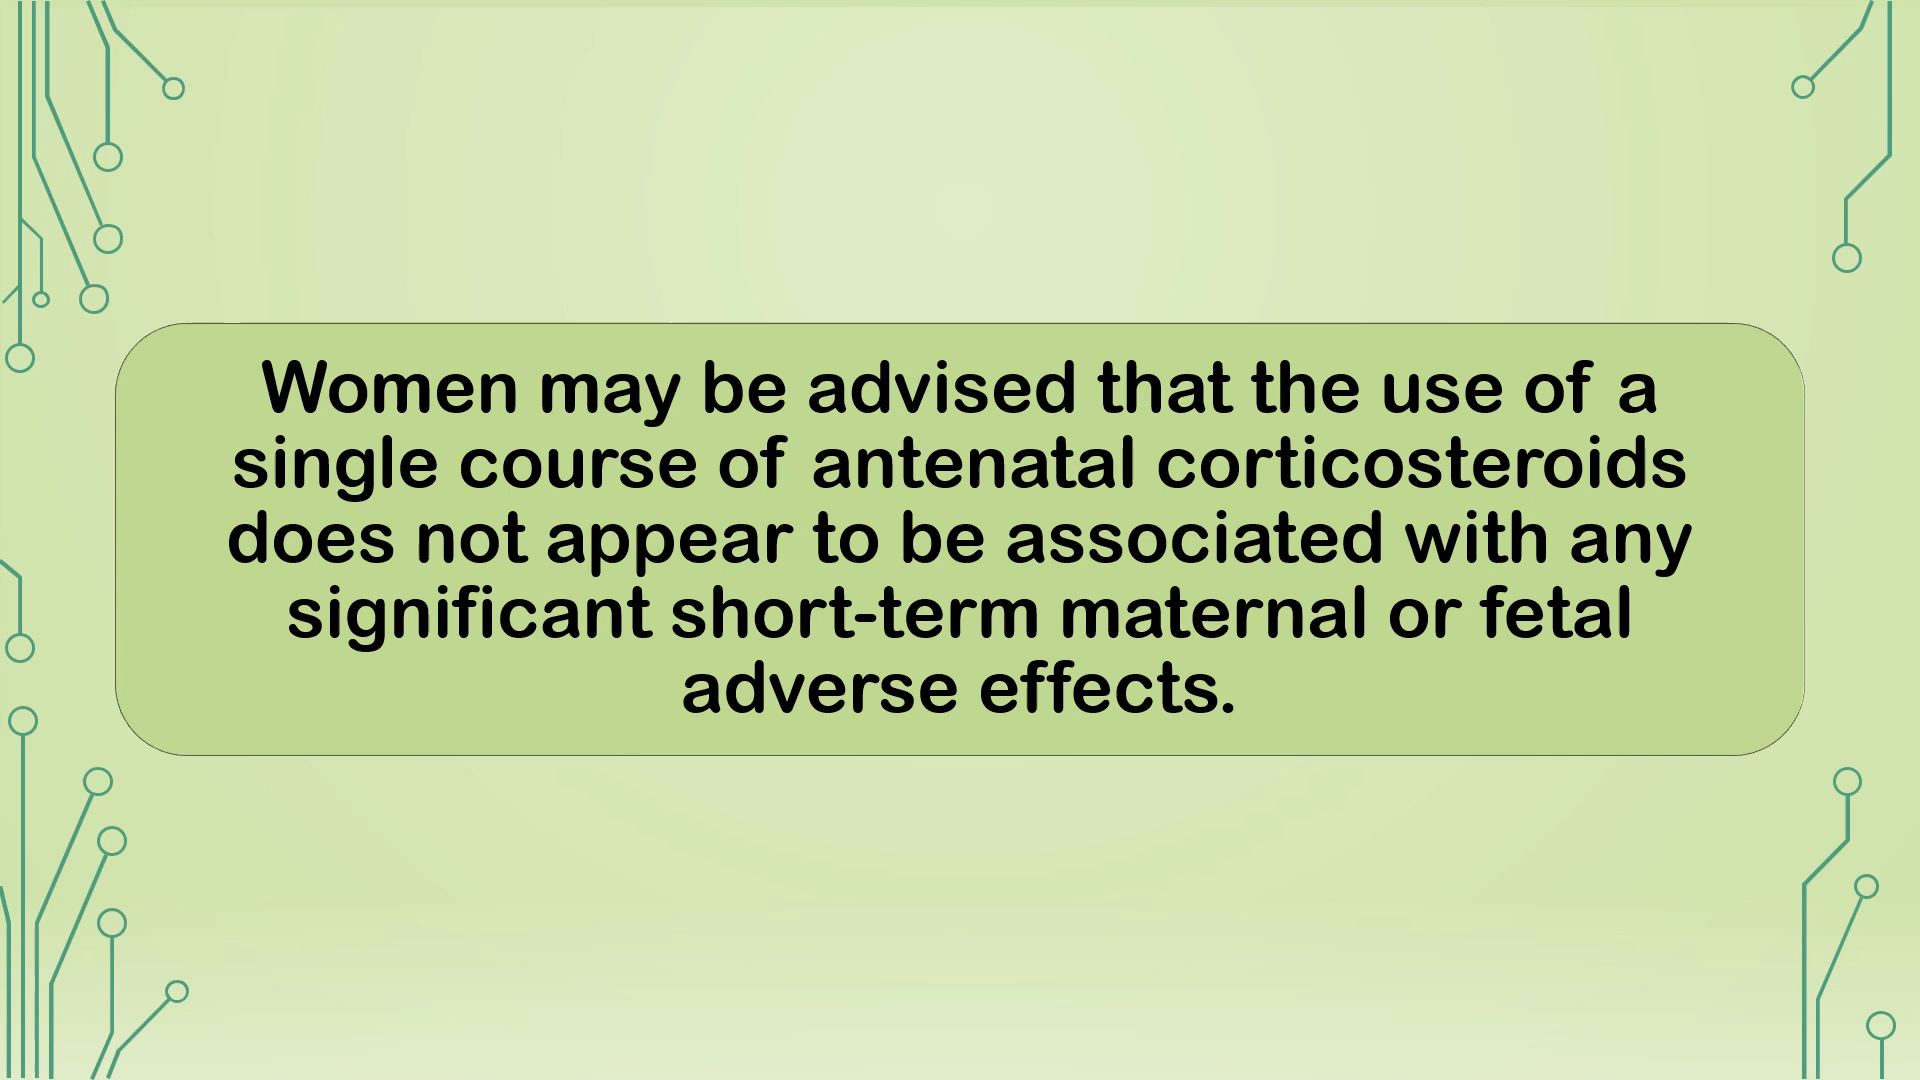 Women may be advised that the use of a
single course of antenatal corticosteroids
does not appear to be associated with any
significant short-term maternal or fetal
adverse effects.